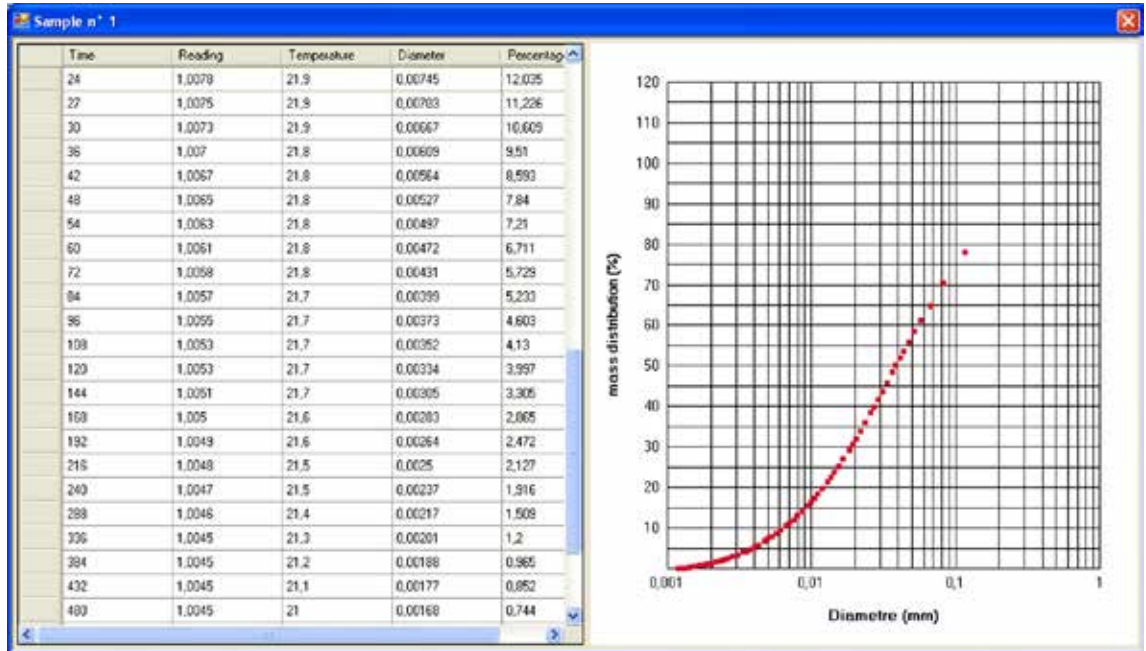 Sample n° 1
Time Reading Temperature Diameter Percentag
24 1,0078 21,9 0,00745 12,035
27 1,0075 21,9 0,00703 11,226
30 1,0073 21,9 0,00667 10,609
36 1,007 21,8 0,00609 9,51
42 1,0067 21,8 0,00564 8,593
48 1,0065 21,8 0,00527 7,84
54 1,0063 21,8 0,00497 7,21
60 1,0061 21,8 0,00472 6,711
72 1,0058 21,8 0,00431 5,729
84 1,0057 21,7 0,00399 5,233
96 1,0055 21,7 0,00373 4,603
108 1,0053 21,7 0,00352 4,13
120 1,0053 21,7 0,00334 3,997
144 1,0051 21,7 0,00305 3,305
168 1,005 21,6 0,00283 2,865
192 1,0049 21,6 0,00264 2,472
216 1,0048 21,5 0,0025 2,127
240 1,0047 21,5 0,00237 1,916
288 1,0046 21,4 0,00217 1,509
336 1,0045 21,3 0,00201 1,2
384 1,0045 21,2 0,00188 0,965
432 1,0045 21,1 0,00177 0,852
480 1,0045 21 0,00168 0,744
120
110
100
90
80
70
60
50
40
30
20
10
mass distribution (%)
0,001 0,01 0,1 1
Diametre (mm)